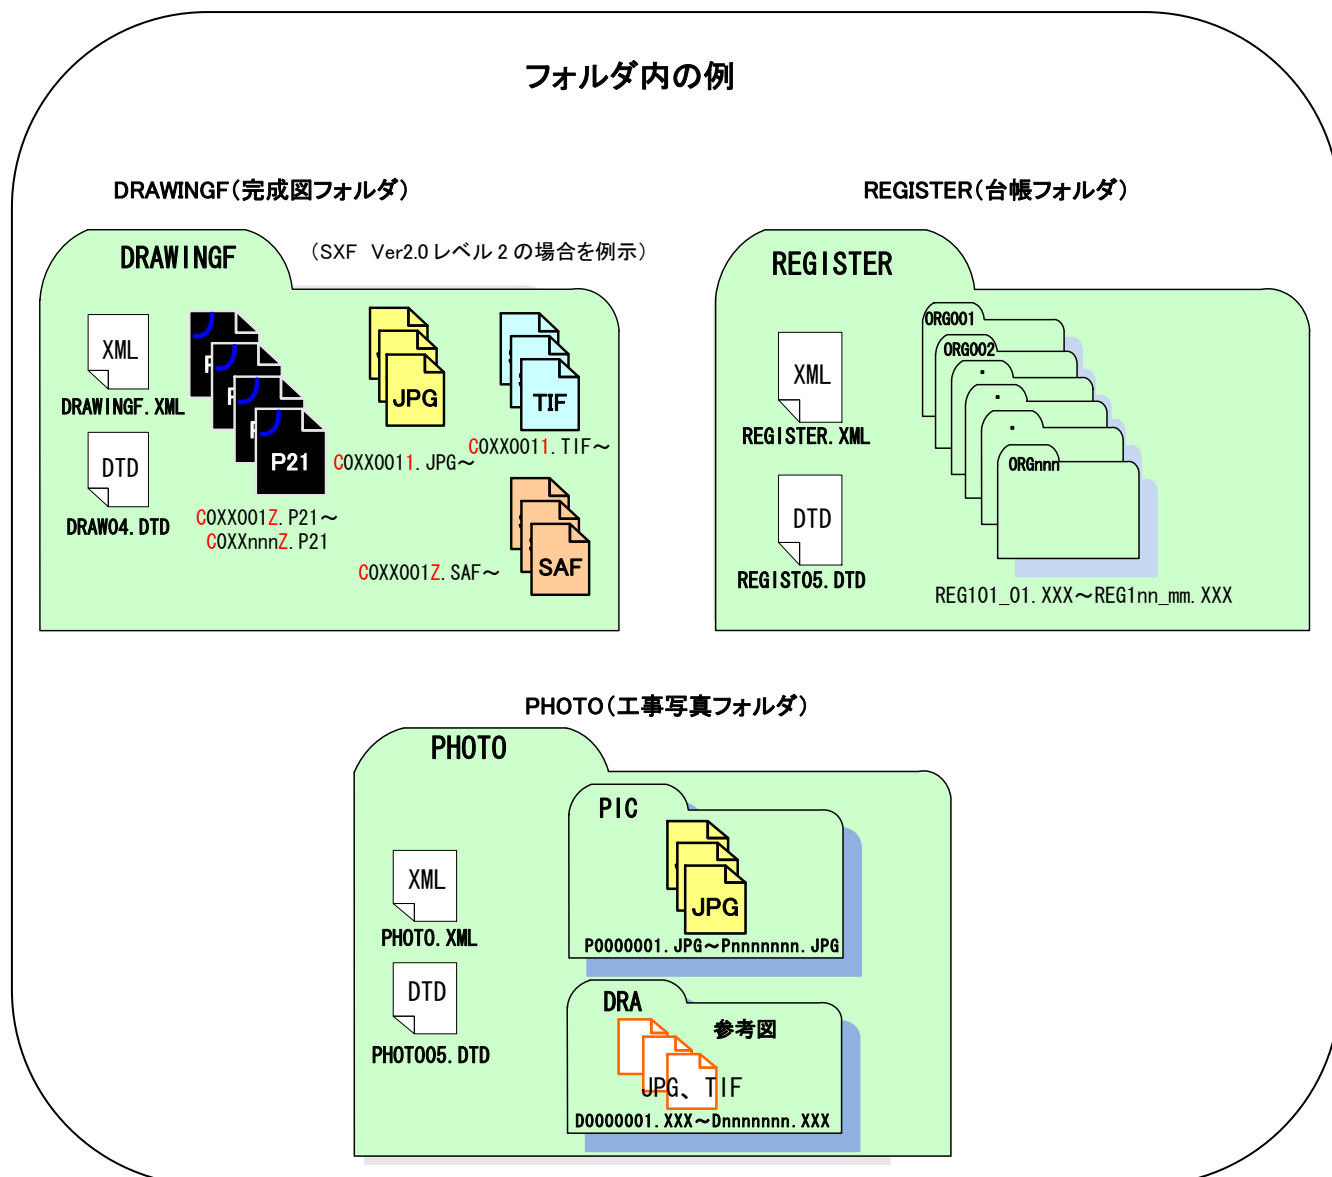 フォルダ内の例
DRAWINGF(完成図フォルダ)
DRAWINGF
(SXF Ver2.0レベル2の場合を例示)
XML
DRAWINGF.XML
DTD
DRAW04.DTD
P21
C0XX001Z.P21～
C0XXnnnZ.P21
JPG
C0XX0011.JPG～
TIF
C0XX0011.TIF～
SAF
C0XX001Z.SAF～
REGISTER(台帳フォルダ)
REGISTER
XML
REGISTER.XML
DTD
REGIST05.DTD
ORG001
ORG002
ORGnnn
REG101_01.XXX～REG1nn_mm.XXX
PHOTO(工事写真フォルダ)
PHOTO
XML
PHOTO.XML
DTD
PHOTO05.DTD
PIC
JPG
P0000001.JPG～Pnnnnnnn.JPG
DRA
参考図
JPG、TIF
D0000001.XXX～Dnnnnnnn.XXX